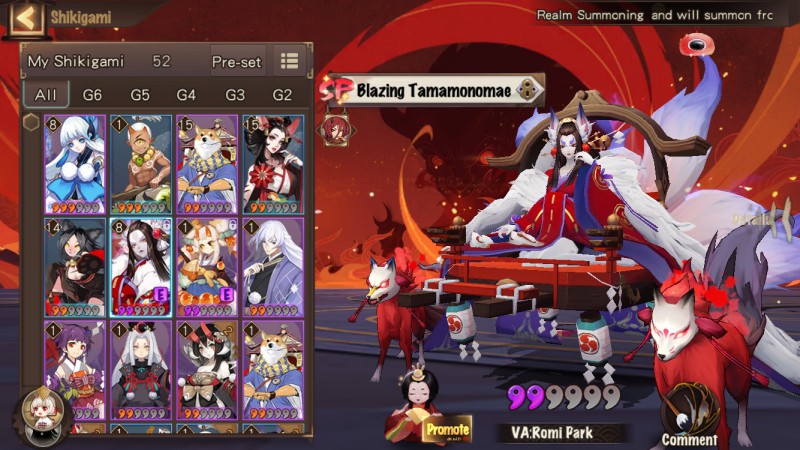 Shikigami
Realm Summoning and will summon frc
My Shikigami 52 Pre-set
All G6 G5 G4 G3 G2
SP Blazing Tamamonomae
8 1 15 15
14 8 1 1
E E
1 1 1
Promote
VA:Romi Park
Comment